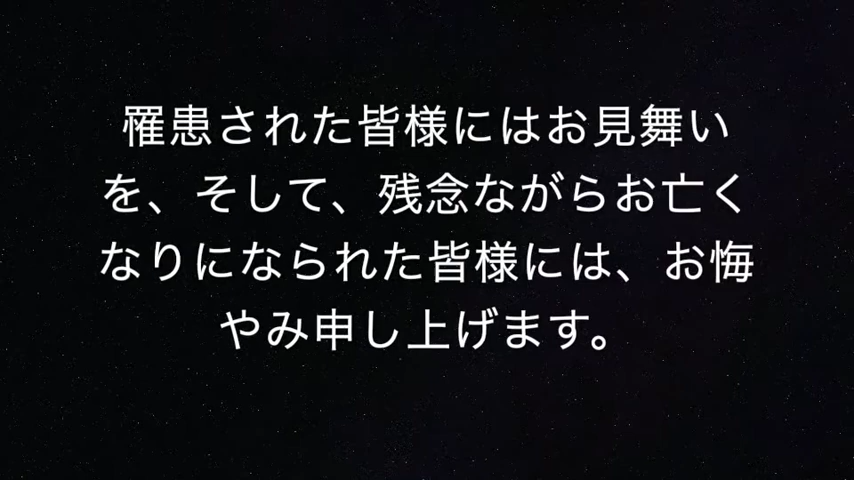 罹患された皆様にはお見舞い
を、そして、残念ながらお亡く
なりになられた皆様には、お悔
やみ申し上げます。